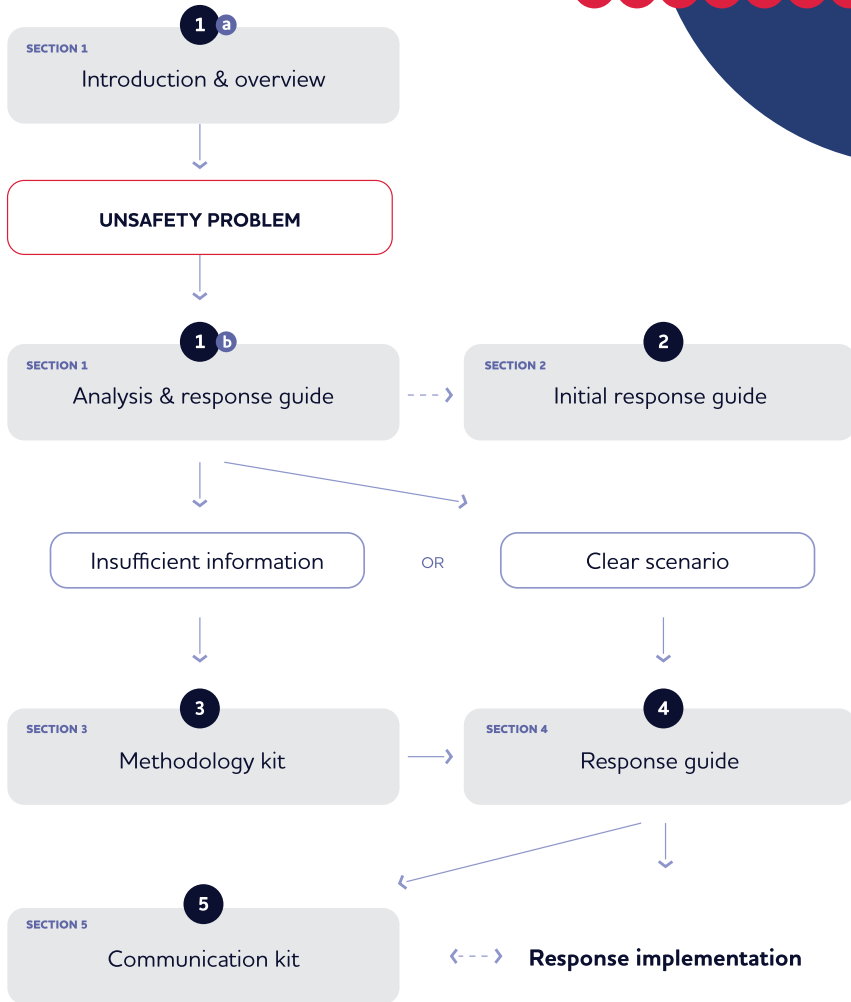 1 a
SECTION 1
Introduction & overview
UNSAFETY PROBLEM
1 b
SECTION 1
Analysis & response guide
2
SECTION 2
Initial response guide
Insufficient information
OR
Clear scenario
3
SECTION 3
Methodology kit
4
SECTION 4
Response guide
5
SECTION 5
Communication kit
Response implementation